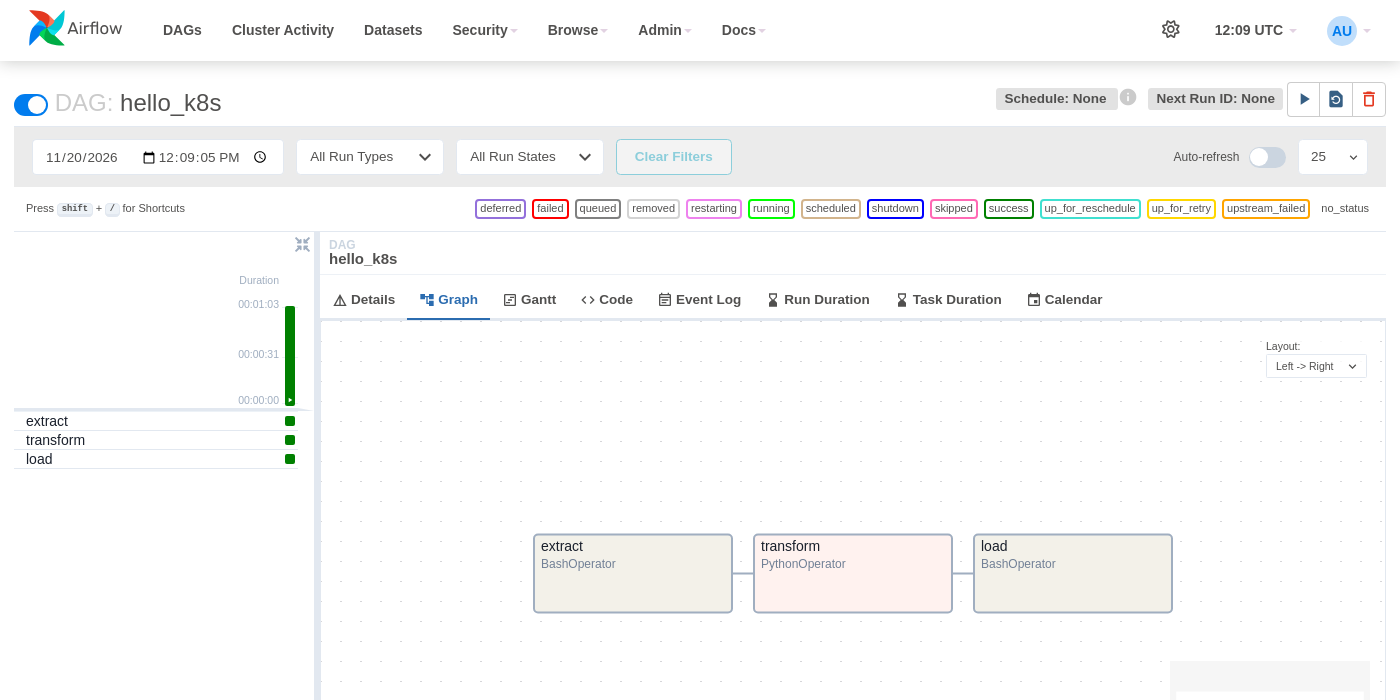 Airflow DAGs Cluster Activity Datasets Security Browse Admin Docs 12:09 UTC AU
DAG: hello_k8s Schedule: None Next Run ID: None
11/20/2026 12:09:05 PM All Run Types All Run States Clear Filters Auto-refresh 25
Press shift + / for Shortcuts deferred failed queued removed restarting running scheduled shutdown skipped success up_for_reschedule up_for_retry upstream_failed no_status
DAG
hello_k8s
Duration
00:01:03
00:00:31
00:00:00
extract
transform
load
Details Graph Gantt Code Event Log Run Duration Task Duration Calendar
Layout:
Left -> Right
extract
BashOperator
transform
PythonOperator
load
BashOperator